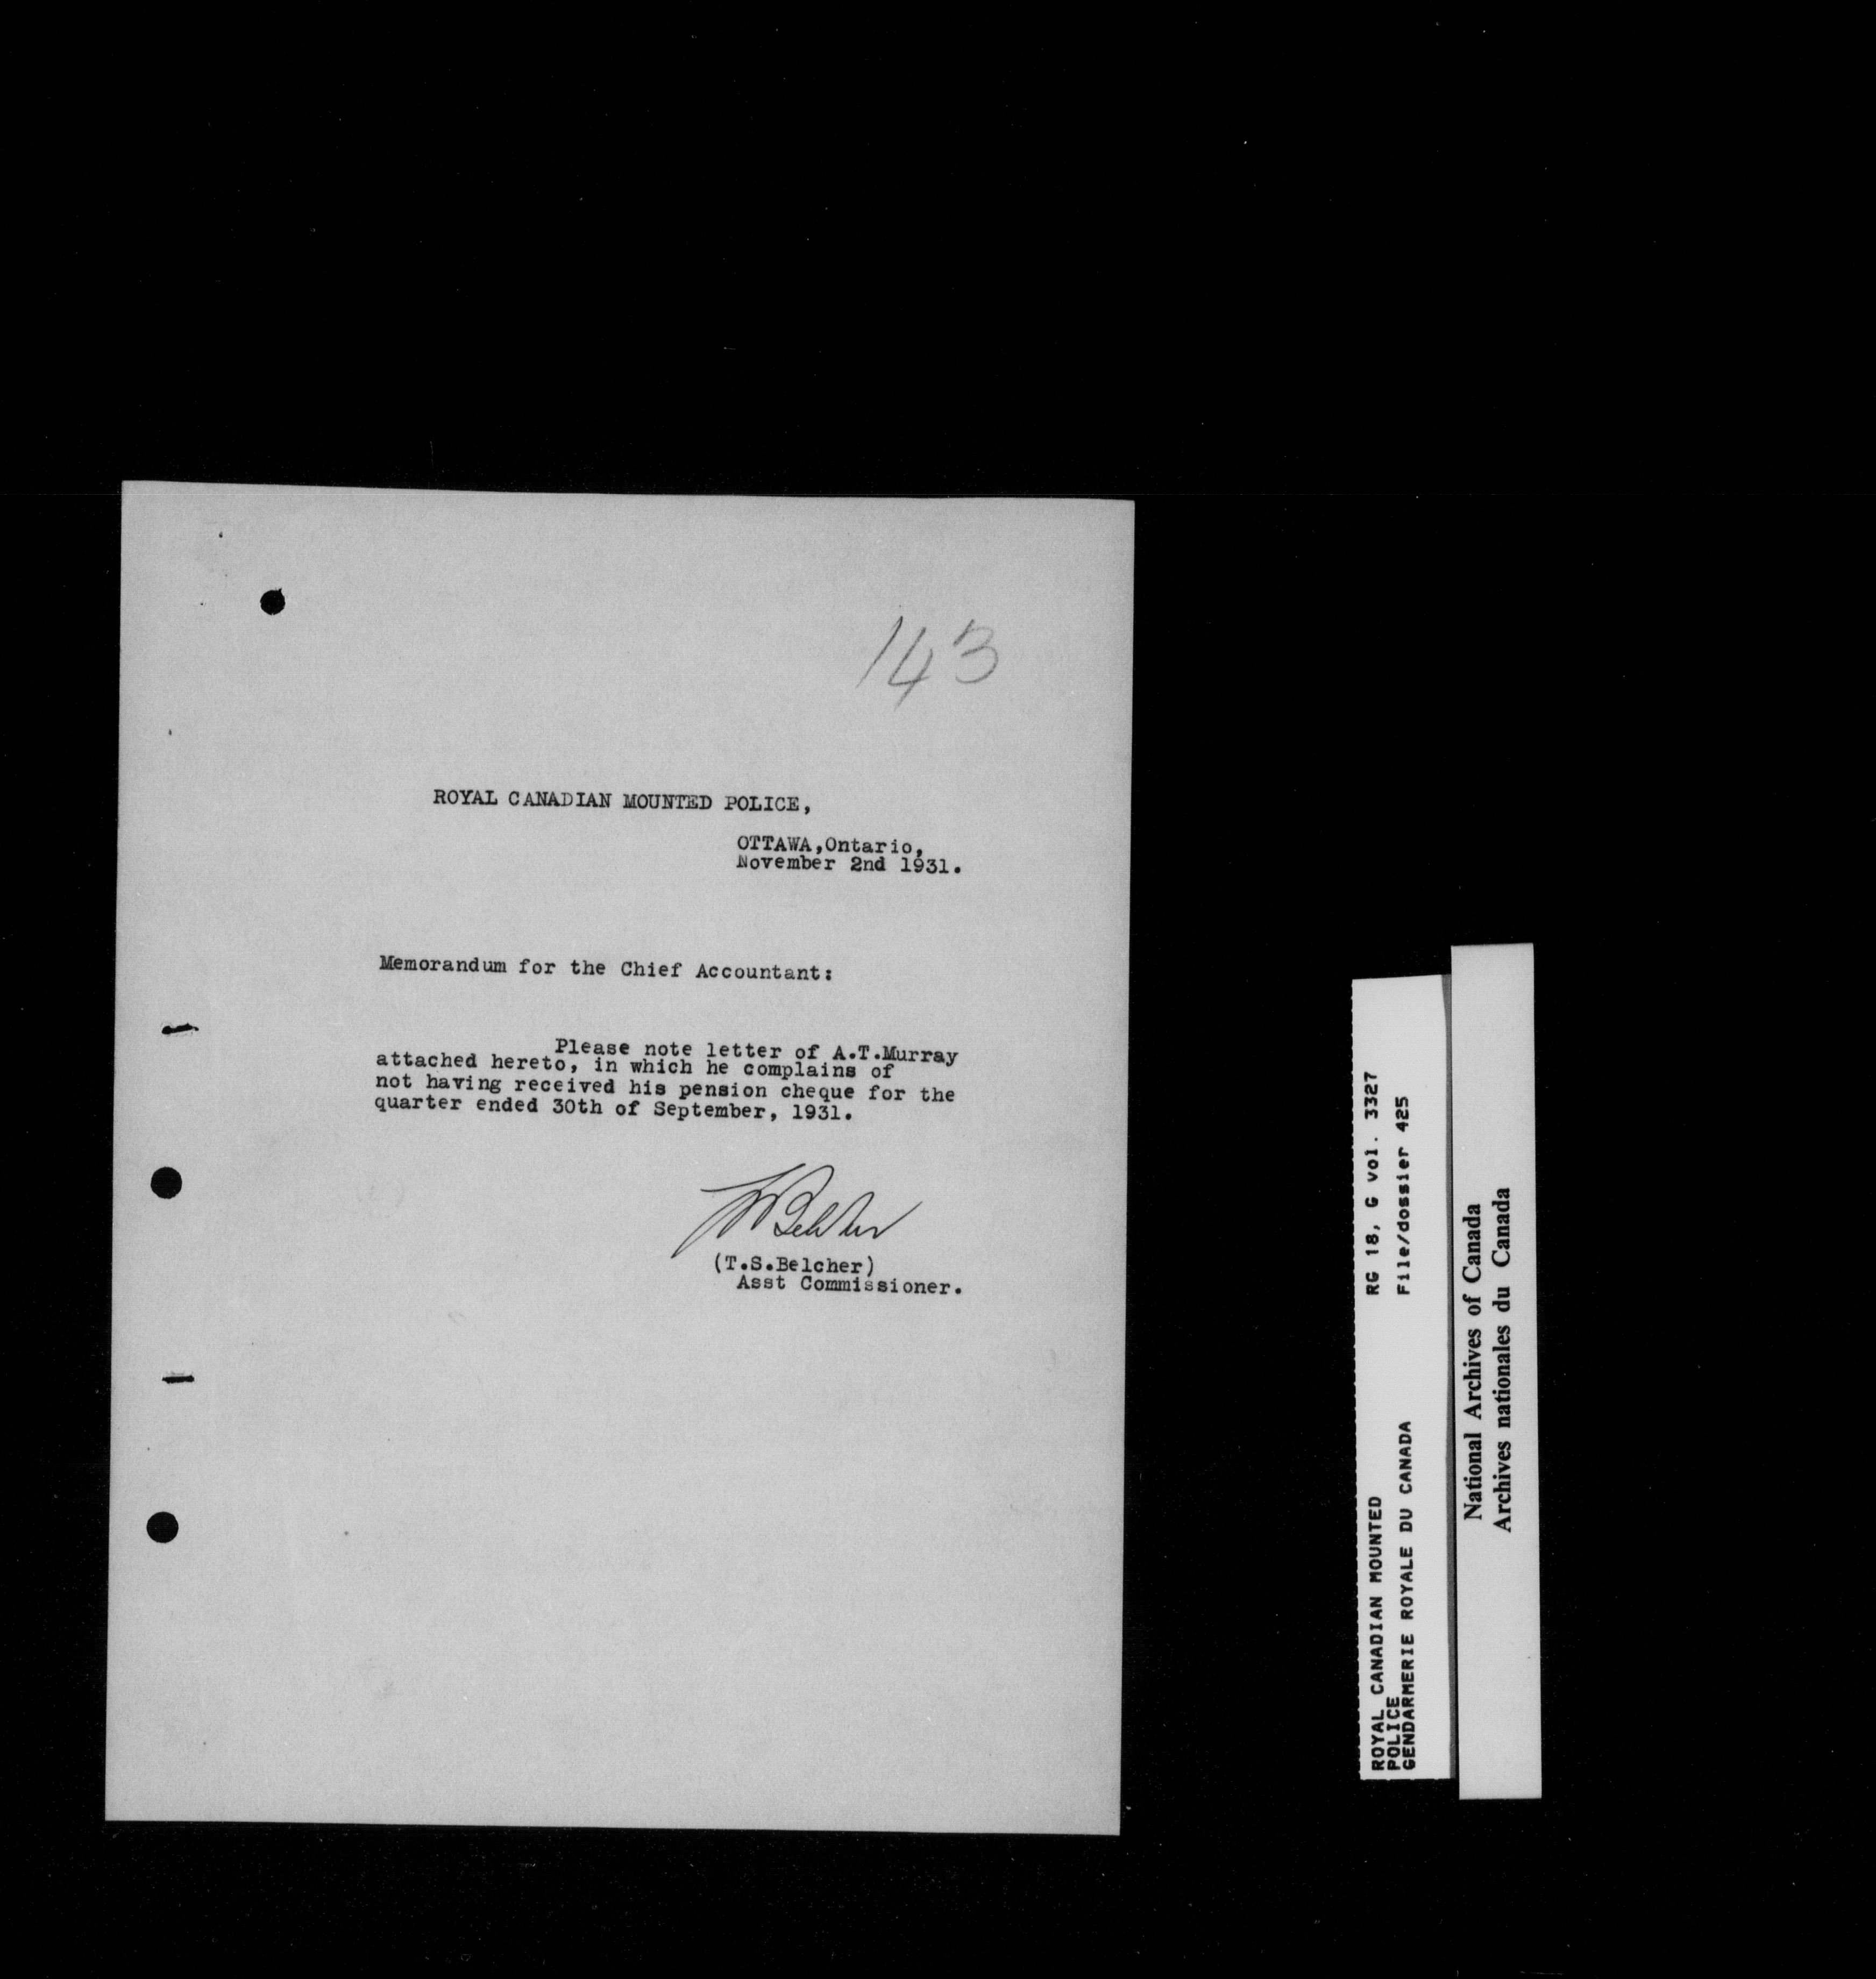 143
ROYAL CANADIAN MOUNTED POLICE,
OTTAWA,Ontario,
November 2nd 1931.
Memorandum for the Chief Accountant:
Please note letter of A.T.Murray
attached hereto, in which he complains of
not having received his pension cheque for the
quarter ended 30th of September, 1931.
TSBelcher
(T.S.Belcher)
Asst Commissioner.
ROYAL CANADIAN MOUNTED
POLICE
GENDARMERIE ROYALE DU CANADA
RG 18, G vol. 3327
File/dossier 425
National Archives of Canada
Archives nationales du Canada